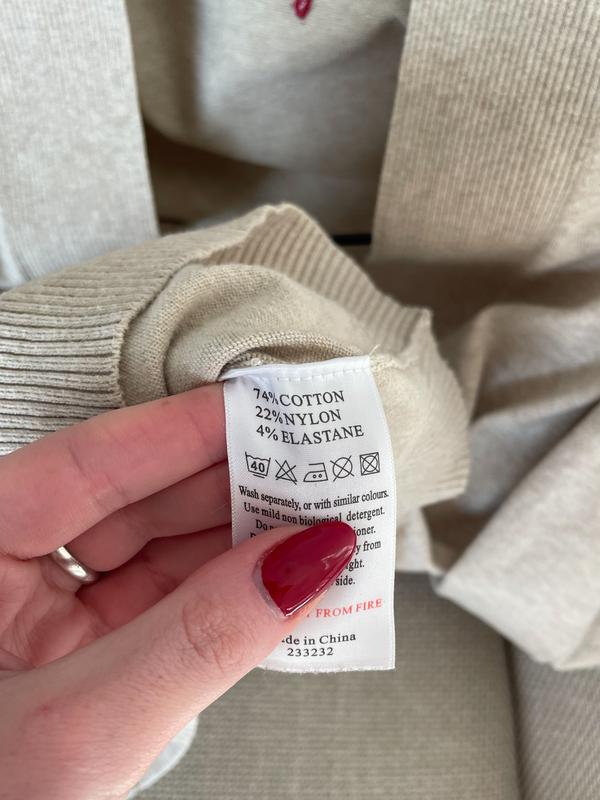 74% COTTON
22% NYLON
4% ELASTANE
40
Wash separately, or with similar colours.
Use mild non biological detergent.
from
side.
FROM FIRE
in China
233232